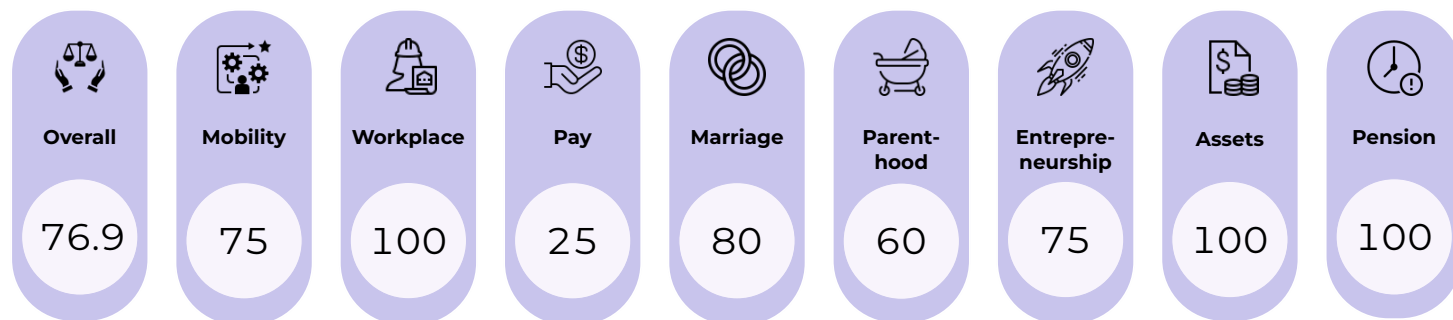 Overall
76.9
Mobility
75
Workplace
100
Pay
25
Marriage
80
Parent-
hood
60
Entrepre-
neurship
75
Assets
100
Pension
100